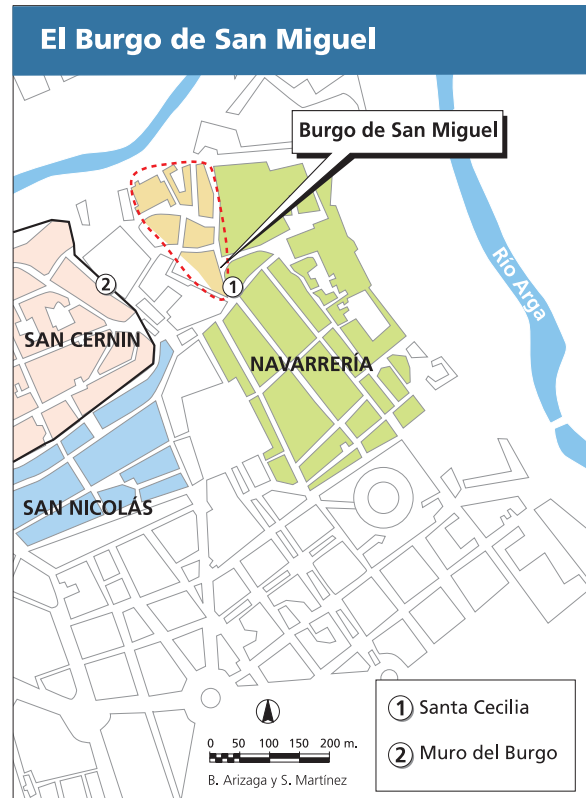 El Burgo de San Miguel
Burgo de San Miguel
Río Arga
1
2
SAN CERNIN
NAVARRERÍA
SAN NICOLÁS
0 50 100 150 200 m.
B. Arizaga y S. Martínez
1 Santa Cecilia
2 Muro del Burgo